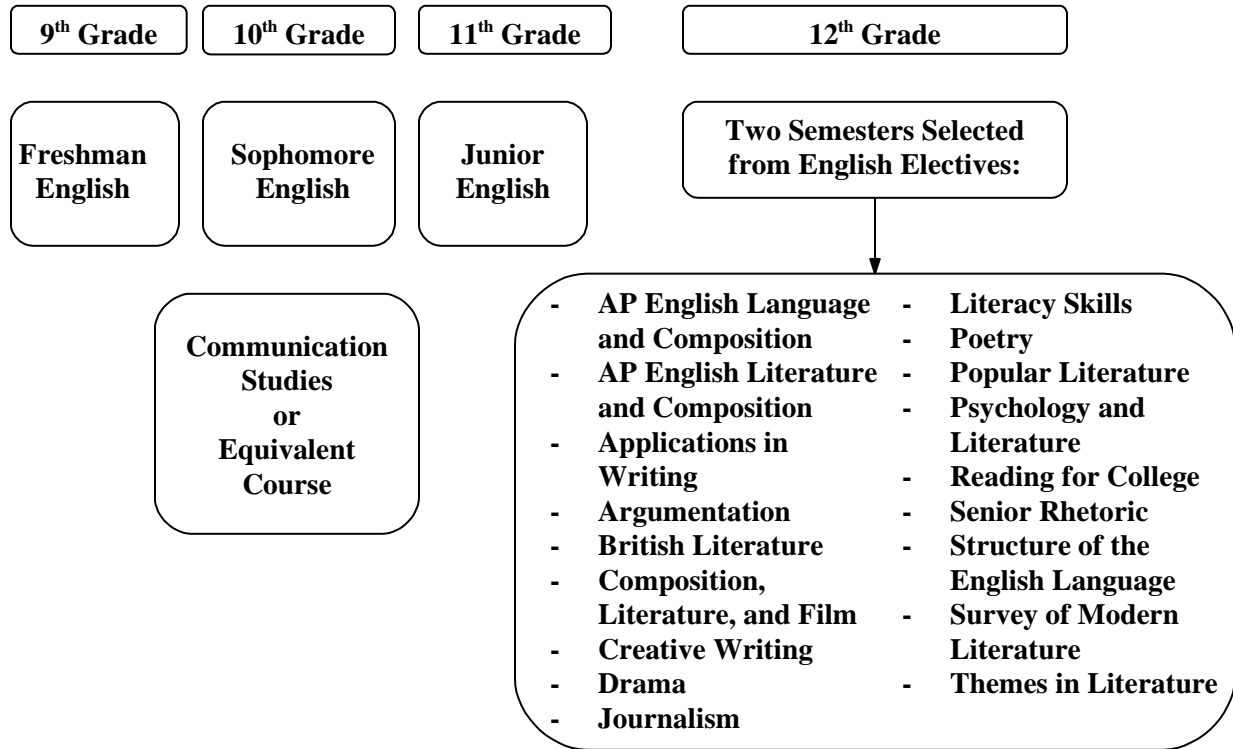 9th Grade
10th Grade
11th Grade
12th Grade
Freshman
English
Sophomore
English
Junior
English
Two Semesters Selected
from English Electives:
Communication
Studies
or
Equivalent
Course
- AP English Language
and Composition
- AP English Literature
and Composition
- Applications in
Writing
- Argumentation
- British Literature
- Composition,
Literature, and Film
- Creative Writing
- Drama
- Journalism
- Literacy Skills
- Poetry
- Popular Literature
- Psychology and
Literature
- Reading for College
- Senior Rhetoric
- Structure of the
English Language
- Survey of Modern
Literature
- Themes in Literature